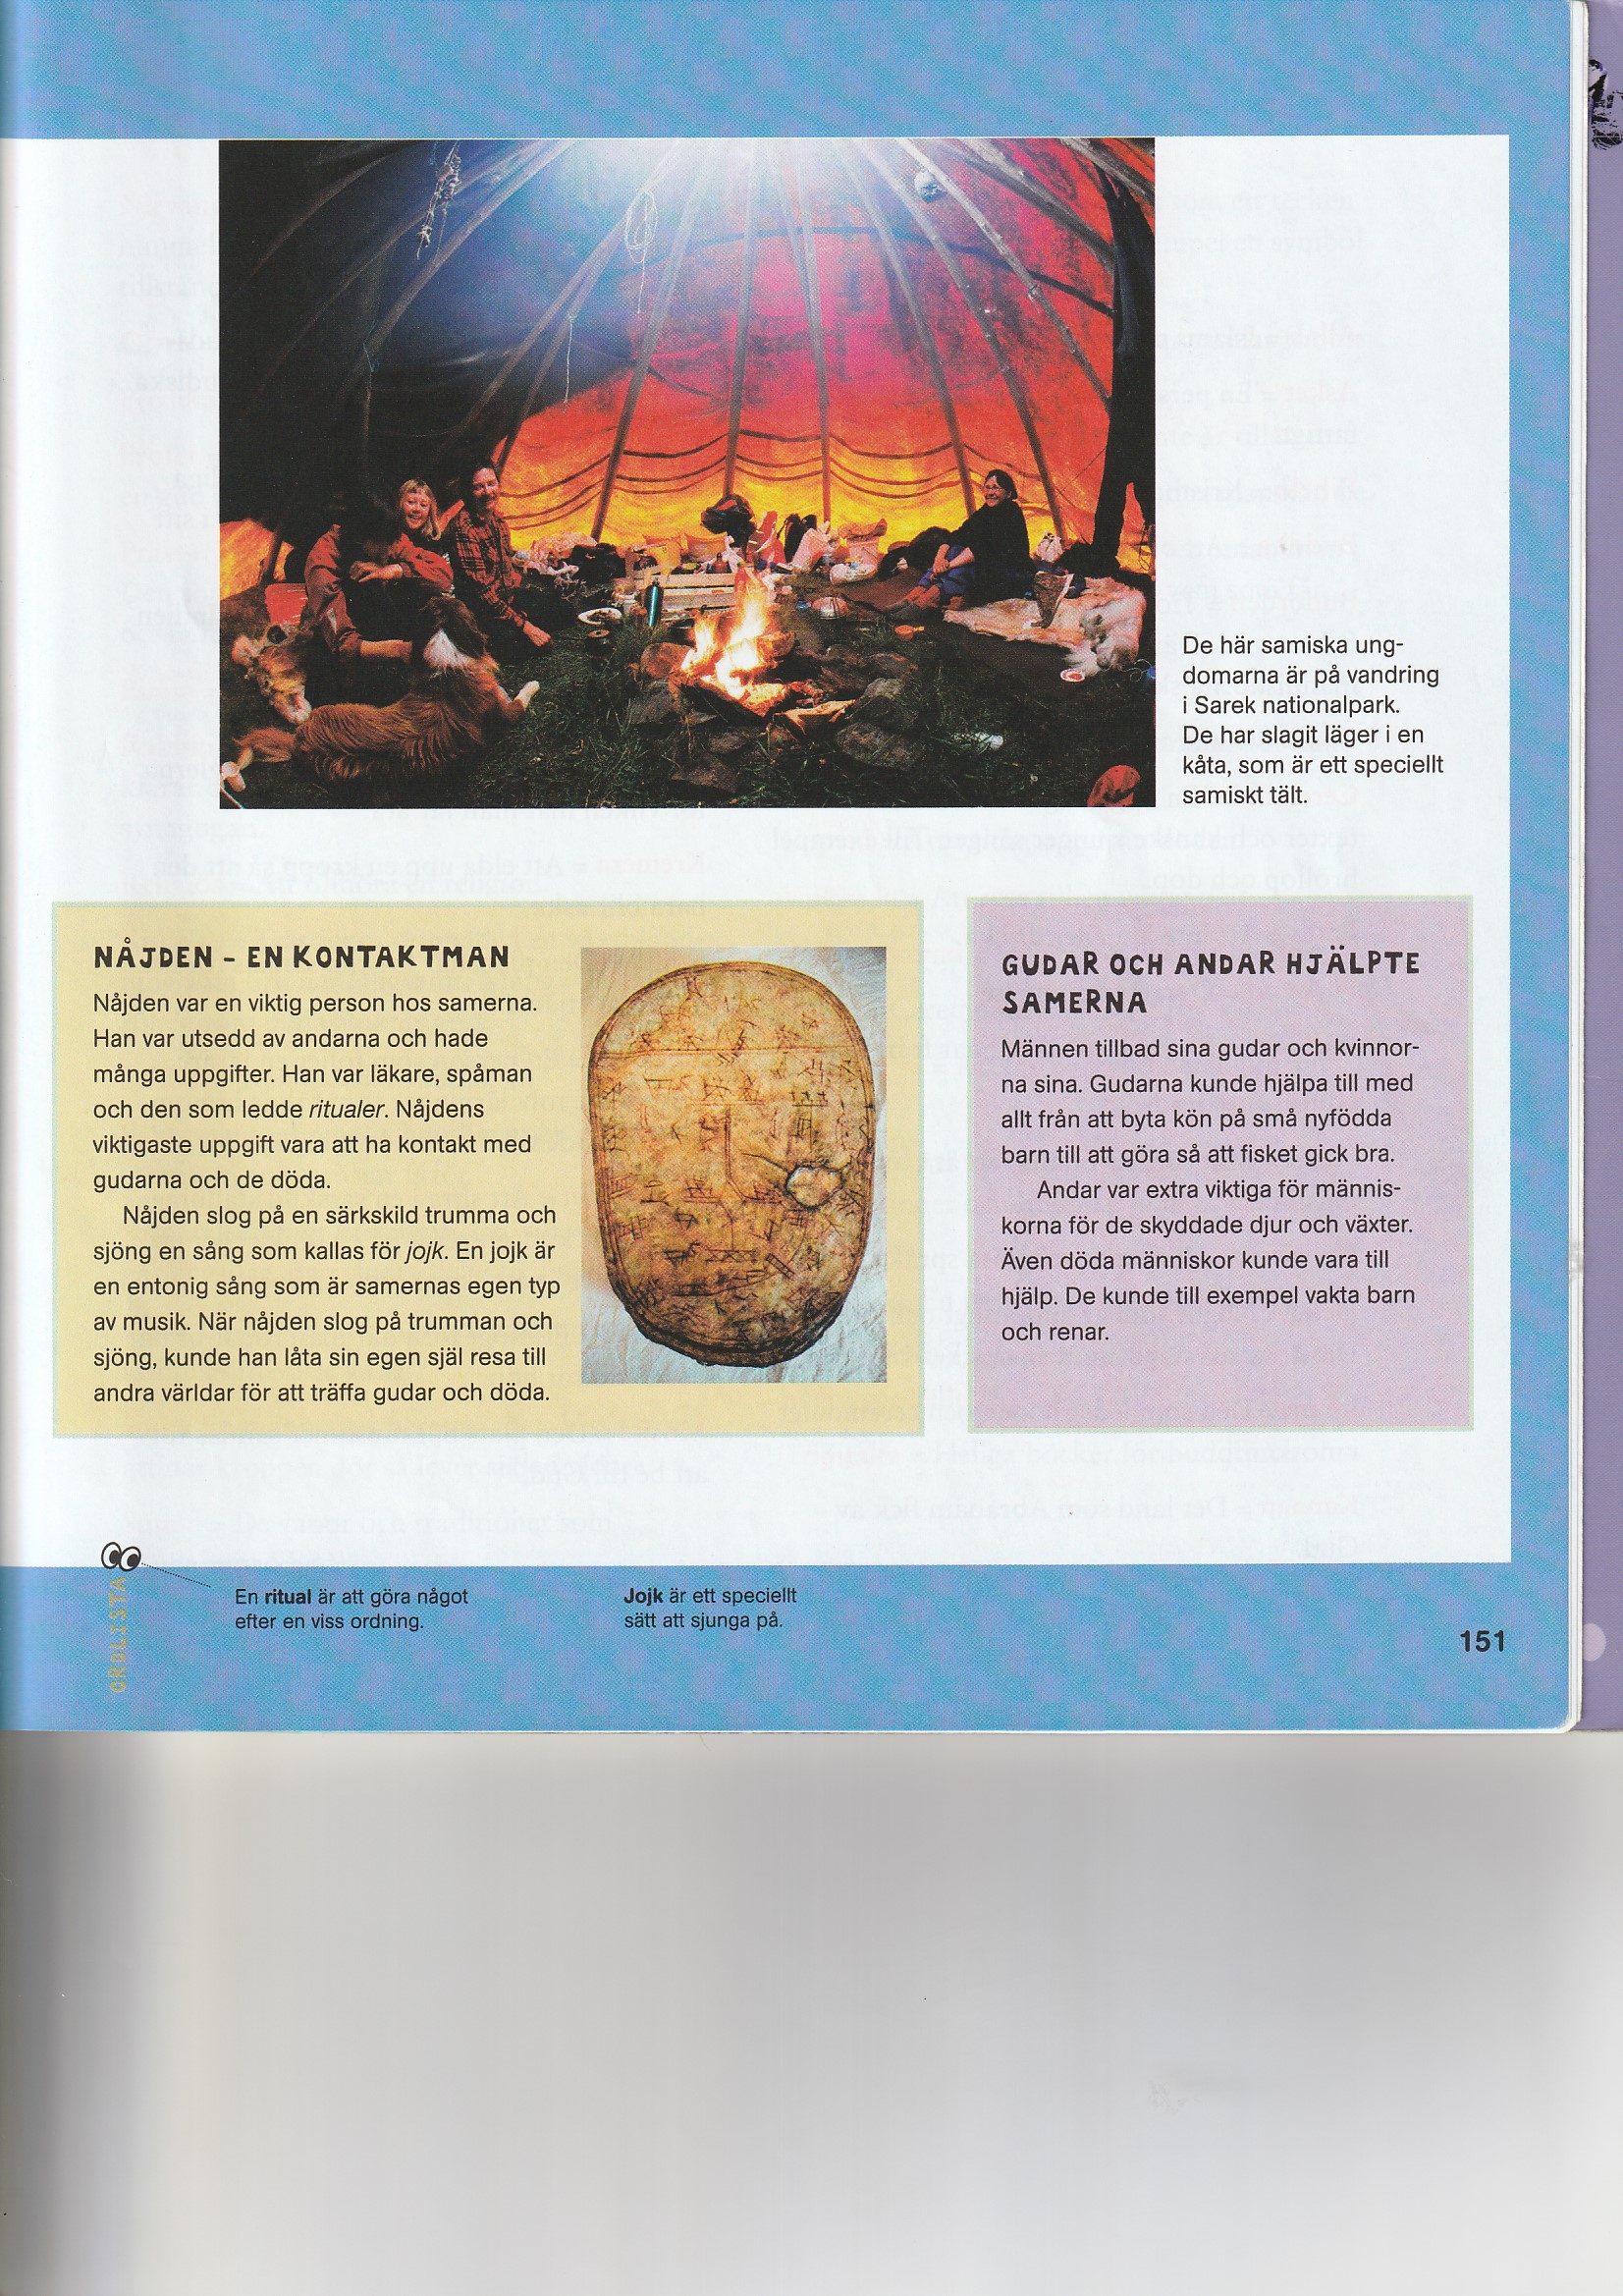 De här samiska ung-
domarna är på vandring
i Sarek nationalpark.
De har slagit läger i en
kåta, som är ett speciellt
samiskt tält.
NÅJDEN – EN KONTAKTMAN
Nåjden var en viktig person hos samerna.
Han var utsedd av andarna och hade
många uppgifter. Han var läkare, spåman
och den som ledde ritualer. Nåjdens
viktigaste uppgift vara att ha kontakt med
gudarna och de döda.
Nåjden slog på en särkskild trumma och
sjöng en sång som kallas för jojk. En jojk är
en entonig sång som är samernas egen typ
av musik. När nåjden slog på trumman och
sjöng, kunde han låta sin egen själ resa till
andra världar för att träffa gudar och döda.
GUDAR OCH ANDAR HJÄLPTE
SAMERNA
Männen tillbad sina gudar och kvinnor-
na sina. Gudarna kunde hjälpa till med
allt från att byta kön på små nyfödda
barn till att göra så att fisket gick bra.
Andar var extra viktiga för männis-
korna för de skyddade djur och växter.
Även döda människor kunde vara till
hjälp. De kunde till exempel vakta barn
och renar.
ORDLISTA
En ritual är att göra något
efter en viss ordning.
Jojk är ett speciellt
sätt att sjunga på.
151